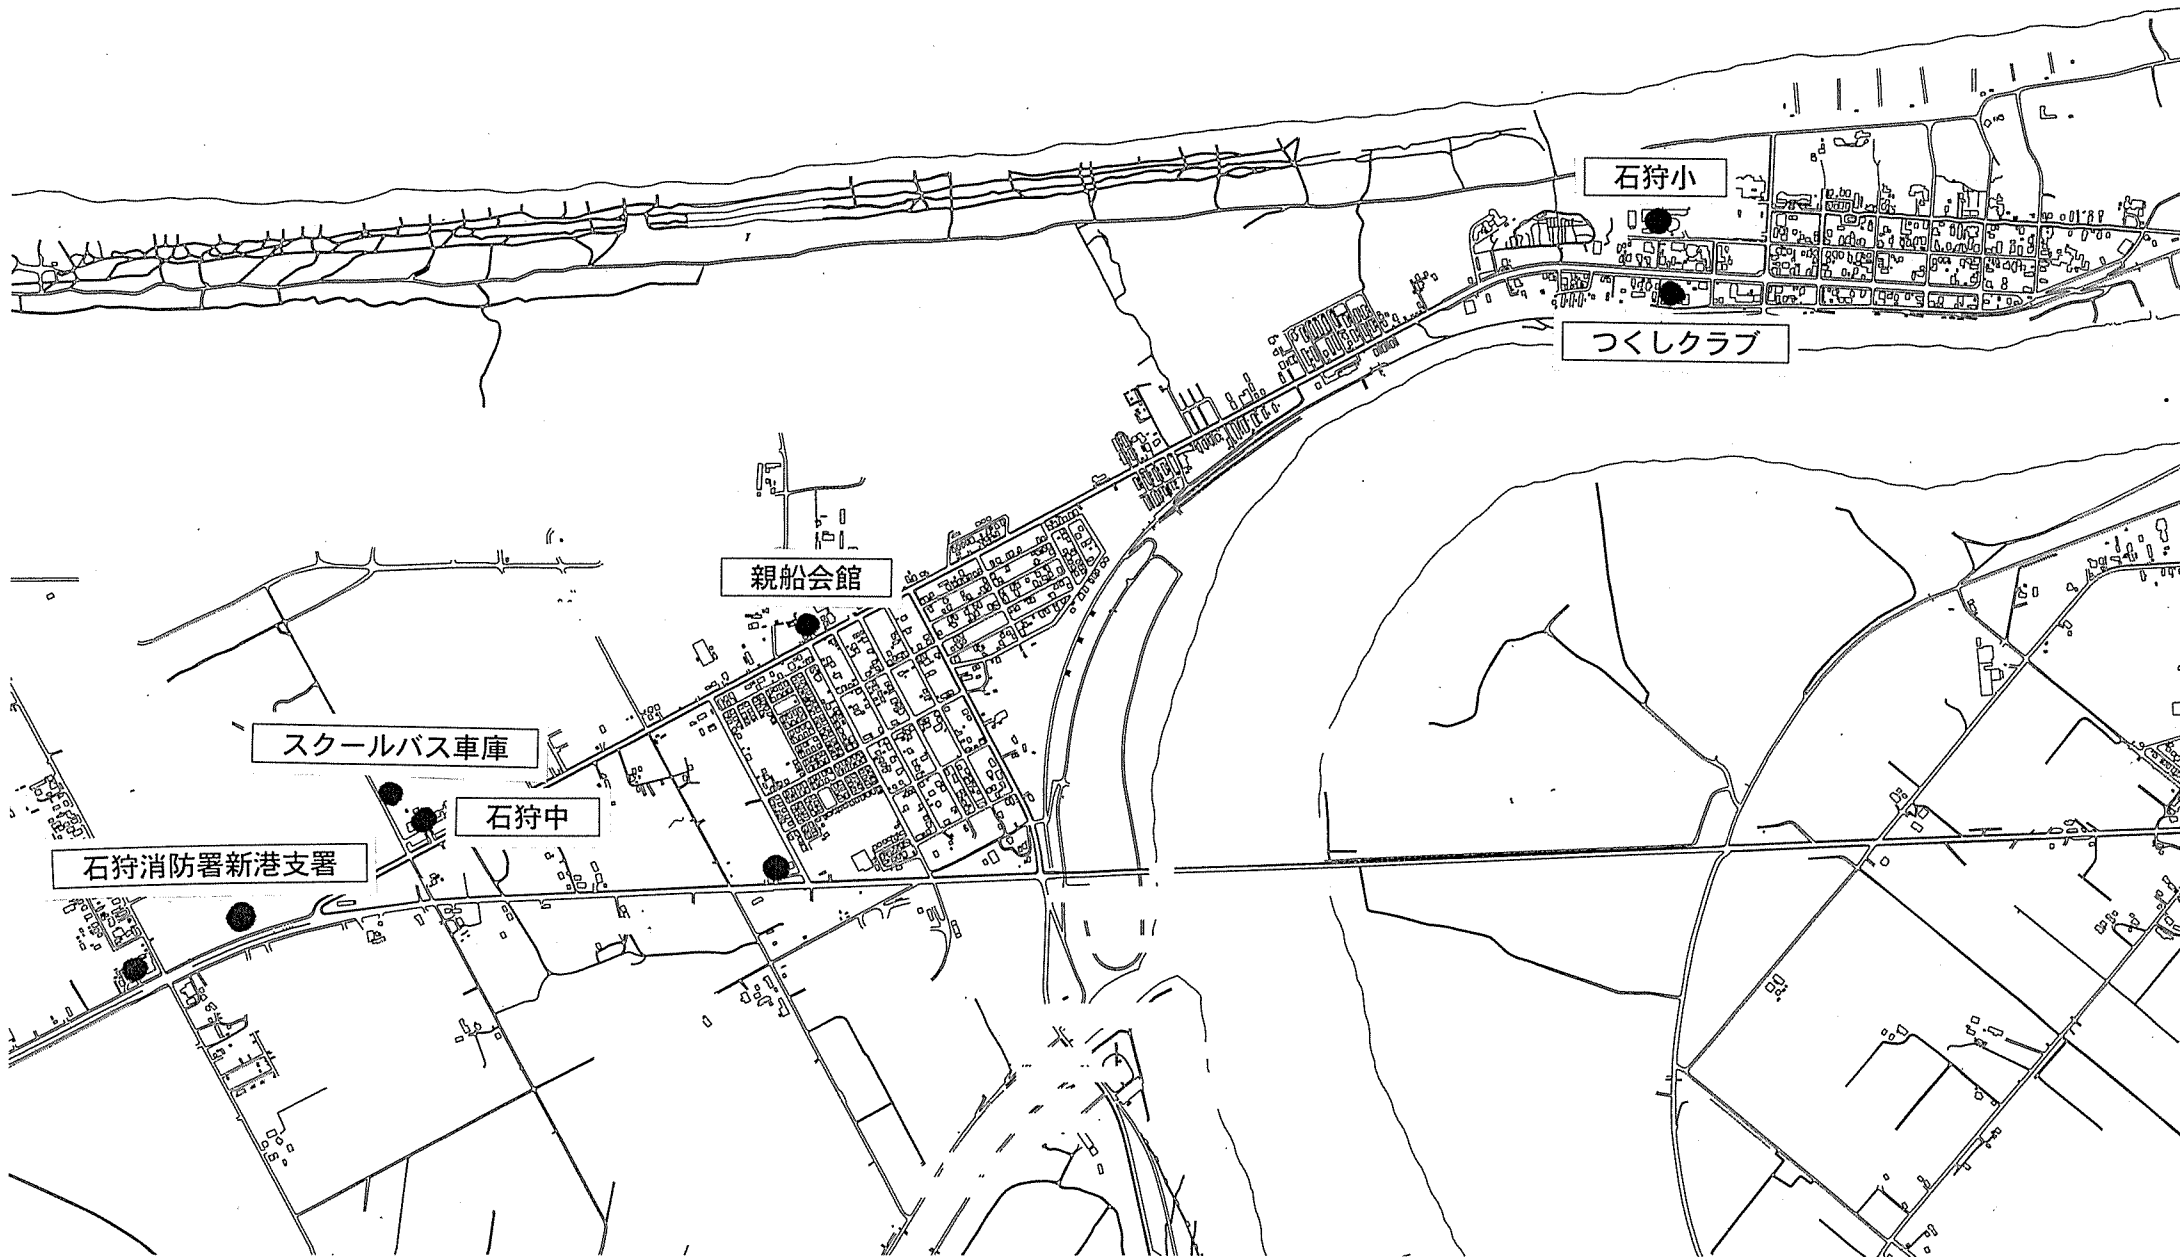 石狩小
つくしクラブ
親船会館
スクールバス車庫
石狩中
石狩消防署新港支署